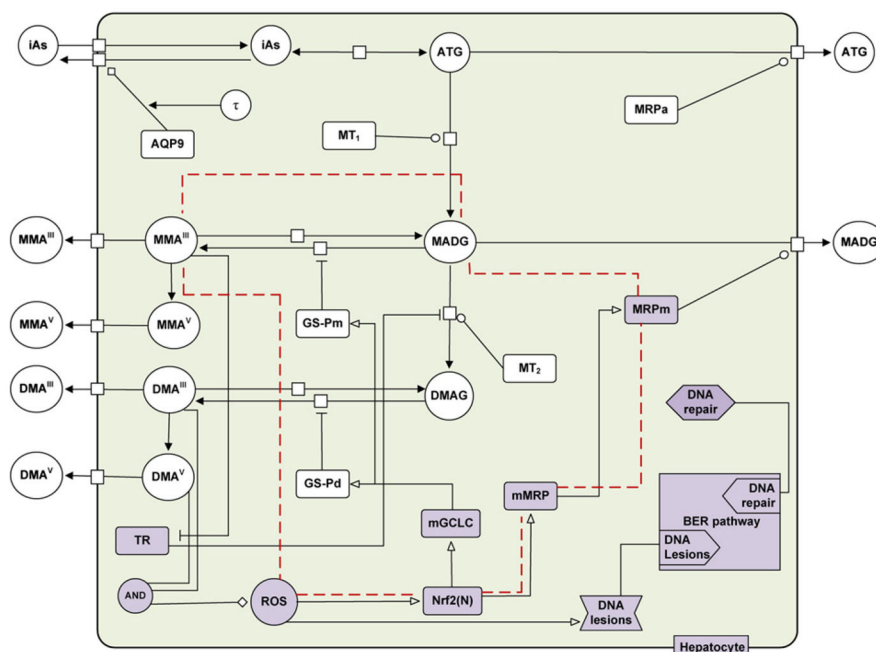 iAs
iAs
ATG
ATG
τ
MRPa
MT₁
AQP9
MMAᴵᴵᴵ
MMAᴵᴵᴵ
MADG
MADG
MRPm
MMAⱽ
MMAⱽ
GS-Pm
MT₂
DMAᴵᴵᴵ
DMAᴵᴵᴵ
DMAG
DNA
repair
DMAⱽ
DMAⱽ
GS-Pd
mMRP
DNA
repair
BER pathway
mGCLC
TR
DNA
Lesions
AND
ROS
Nrf2(N)
DNA
lesions
Hepatocyte